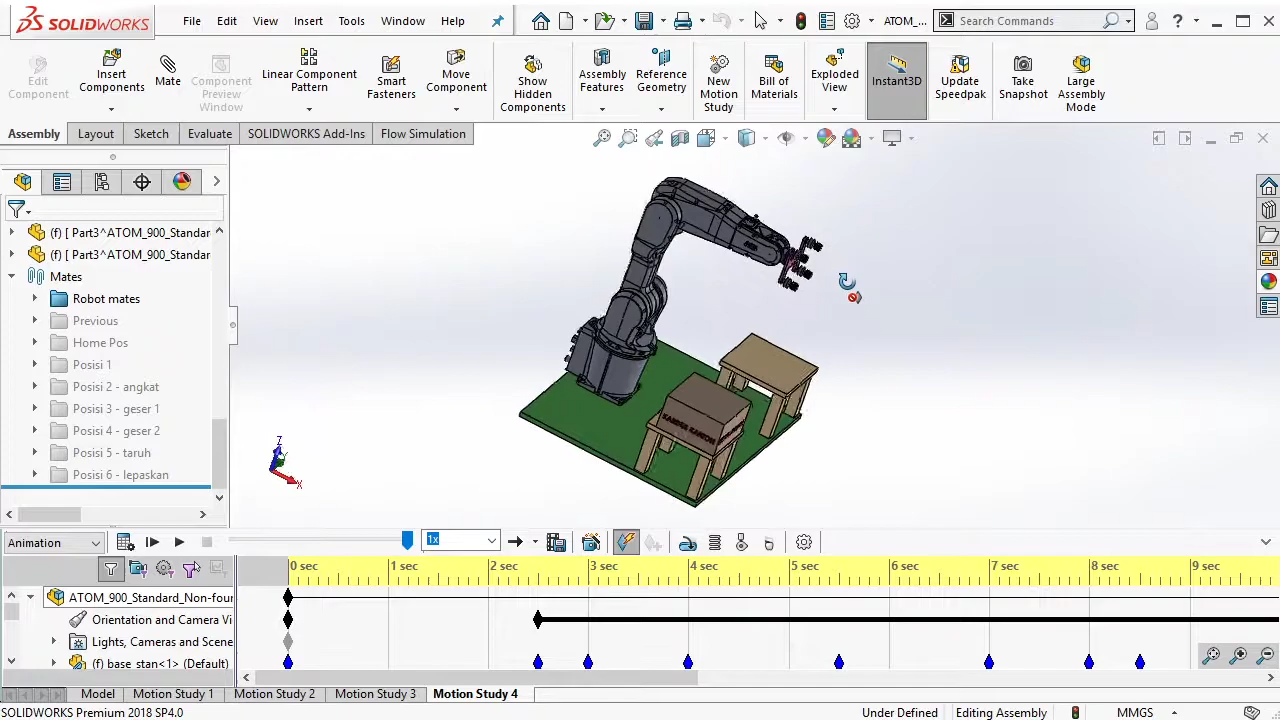 SOLIDWORKS
File Edit View Insert Tools Window Help
ATOM_...
Search Commands
Edit Component
Insert Components
Mate
Component Preview Window
Linear Component Pattern
Smart Fasteners
Move Component
Show Hidden Components
Assembly Features
Reference Geometry
New Motion Study
Bill of Materials
Exploded View
Instant3D
Update Speedpak
Take Snapshot
Large Assembly Mode
Assembly Layout Sketch Evaluate SOLIDWORKS Add-Ins Flow Simulation
(f) [ Part3^ATOM_900_Standar
(f) [ Part3^ATOM_900_Standar
Mates
Robot mates
Previous
Home Pos
Posisi 1
Posisi 2 - angkat
Posisi 3 - geser 1
Posisi 4 - geser 2
Posisi 5 - taruh
Posisi 6 - lepaskan
Z
Y
X
Animation
1x
0 sec 1 sec 2 sec 3 sec 4 sec 5 sec 6 sec 7 sec 8 sec 9 sec
ATOM_900_Standard_Non-four
Orientation and Camera Vi
Lights, Cameras and Scene
(f) base_stan<1> (Default)
Model Motion Study 1 Motion Study 2 Motion Study 3 Motion Study 4
SOLIDWORKS Premium 2018 SP4.0
Under Defined Editing Assembly MMGS